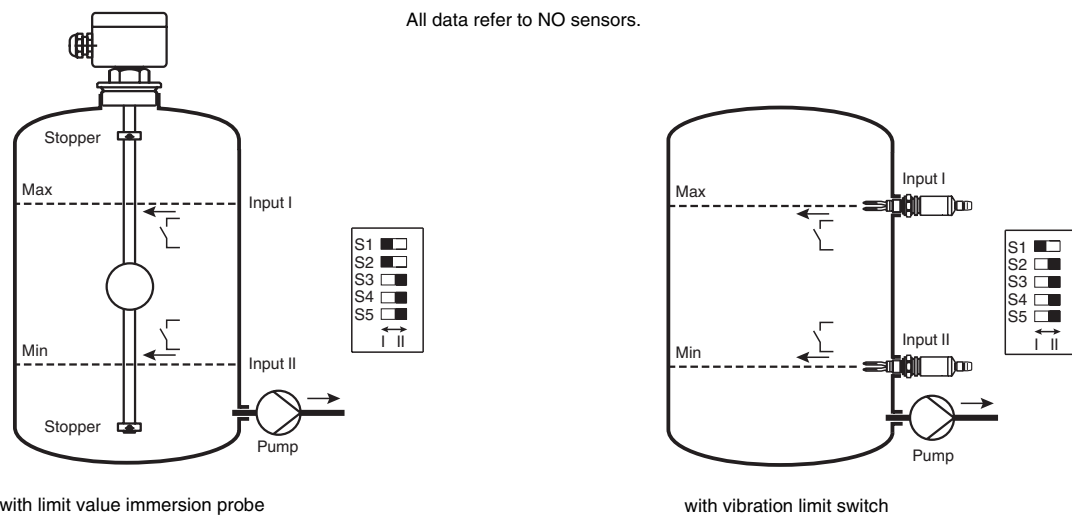 All data refer to NO sensors.
Stopper
Max
Input I
Min
Input II
Stopper
Pump
S1
S2
S3
S4
S5
I II
with limit value immersion probe
Input I
Max
Min
Input II
Pump
S1
S2
S3
S4
S5
I II
with vibration limit switch